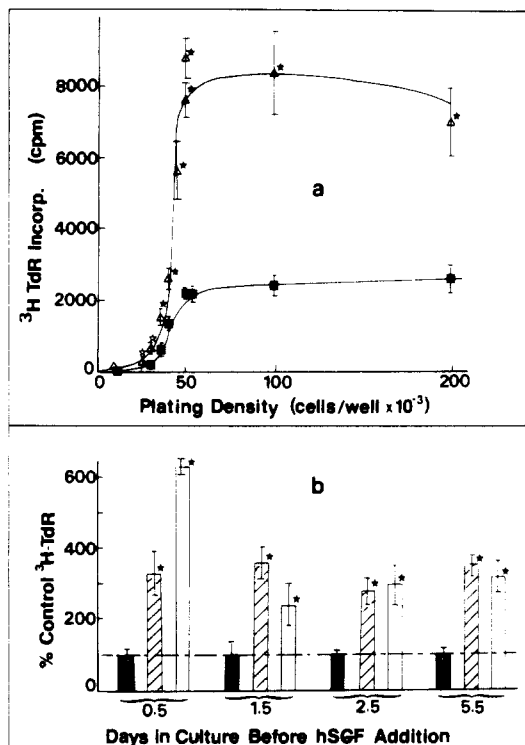 8000
6000
4000
2000
0
³H TdR Incorp. (cpm)
a
0 50 100 200
Plating Density (cells/well x10⁻³)
600
400
200
0
% Control ³H-TdR
b
0.5 1.5 2.5 5.5
Days in Culture Before hSGF Addition